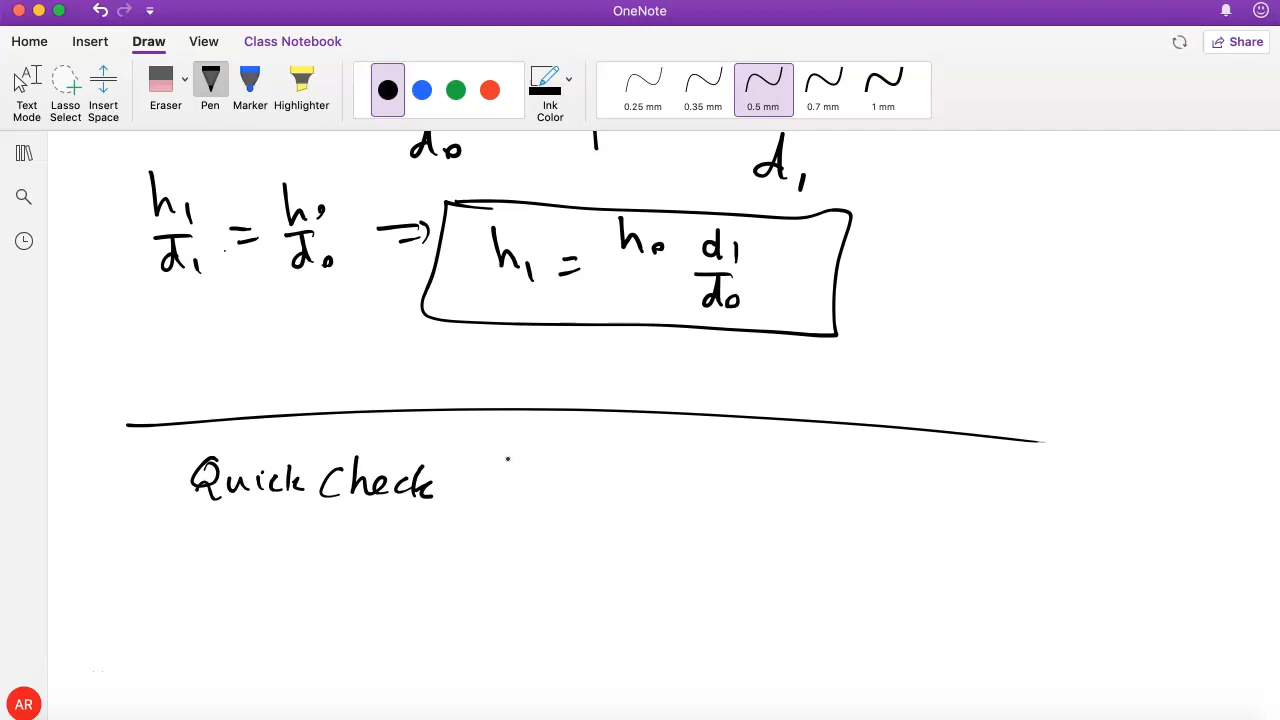 OneNote
Home Insert Draw View Class Notebook Share
Text Mode Lasso Select Insert Space Eraser Pen Marker Highlighter Ink Color 0.25 mm 0.35 mm 0.5 mm 0.7 mm 1 mm
d₀ d₁
h₁/d₁ = h₀/d₀ ⇒ h₁ = h₀ d₁/d₀
Quick Check
AR